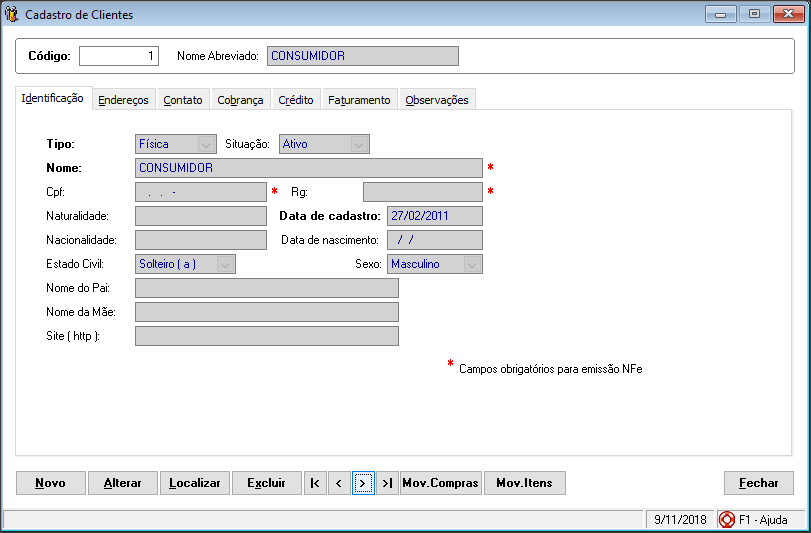 Cadastro de Clientes
Código: 1 Nome Abreviado: CONSUMIDOR
Identificação Endereços Contato Cobrança Crédito Faturamento Observações
Tipo: Física Situação: Ativo
Nome: CONSUMIDOR *
Cpf: . . - * Rg: *
Naturalidade: Data de cadastro: 27/02/2011
Nacionalidade: Data de nascimento: / /
Estado Civil: Solteiro ( a ) Sexo: Masculino
Nome do Pai:
Nome da Mãe:
Site ( http ):
* Campos obrigatórios para emissão NFe
Novo Alterar Localizar Excluir |< < > >| Mov.Compras Mov.Itens Fechar
9/11/2018 F1 - Ajuda